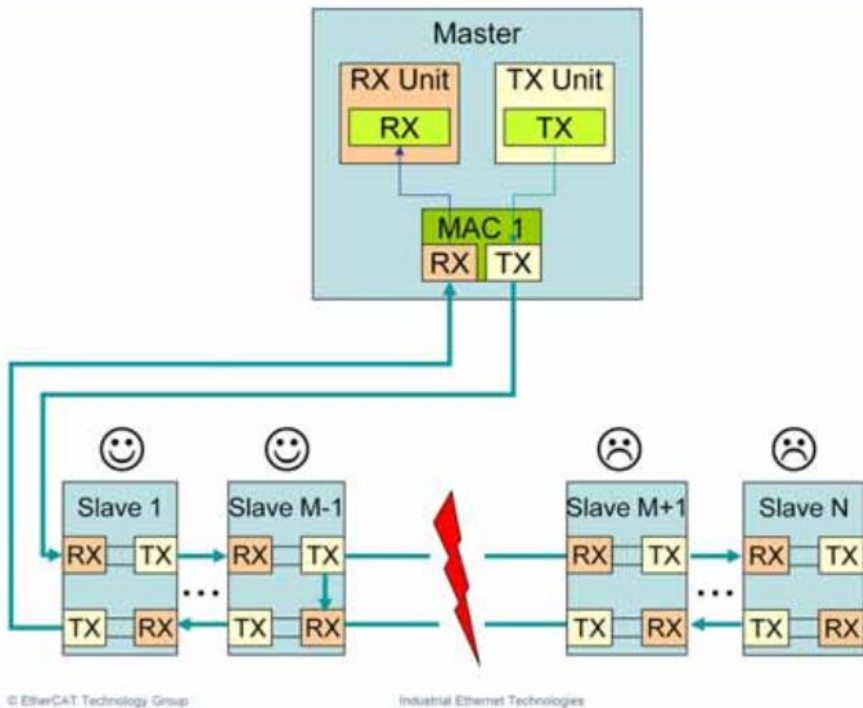 Master
RX Unit TX Unit
RX TX
MAC 1
RX TX
Slave 1 Slave M-1 Slave M+1 Slave N
RX TX RX TX RX TX RX TX
... ...
TX RX TX RX TX RX TX RX
© EtherCAT Technology Group Industrial Ethernet Technologies